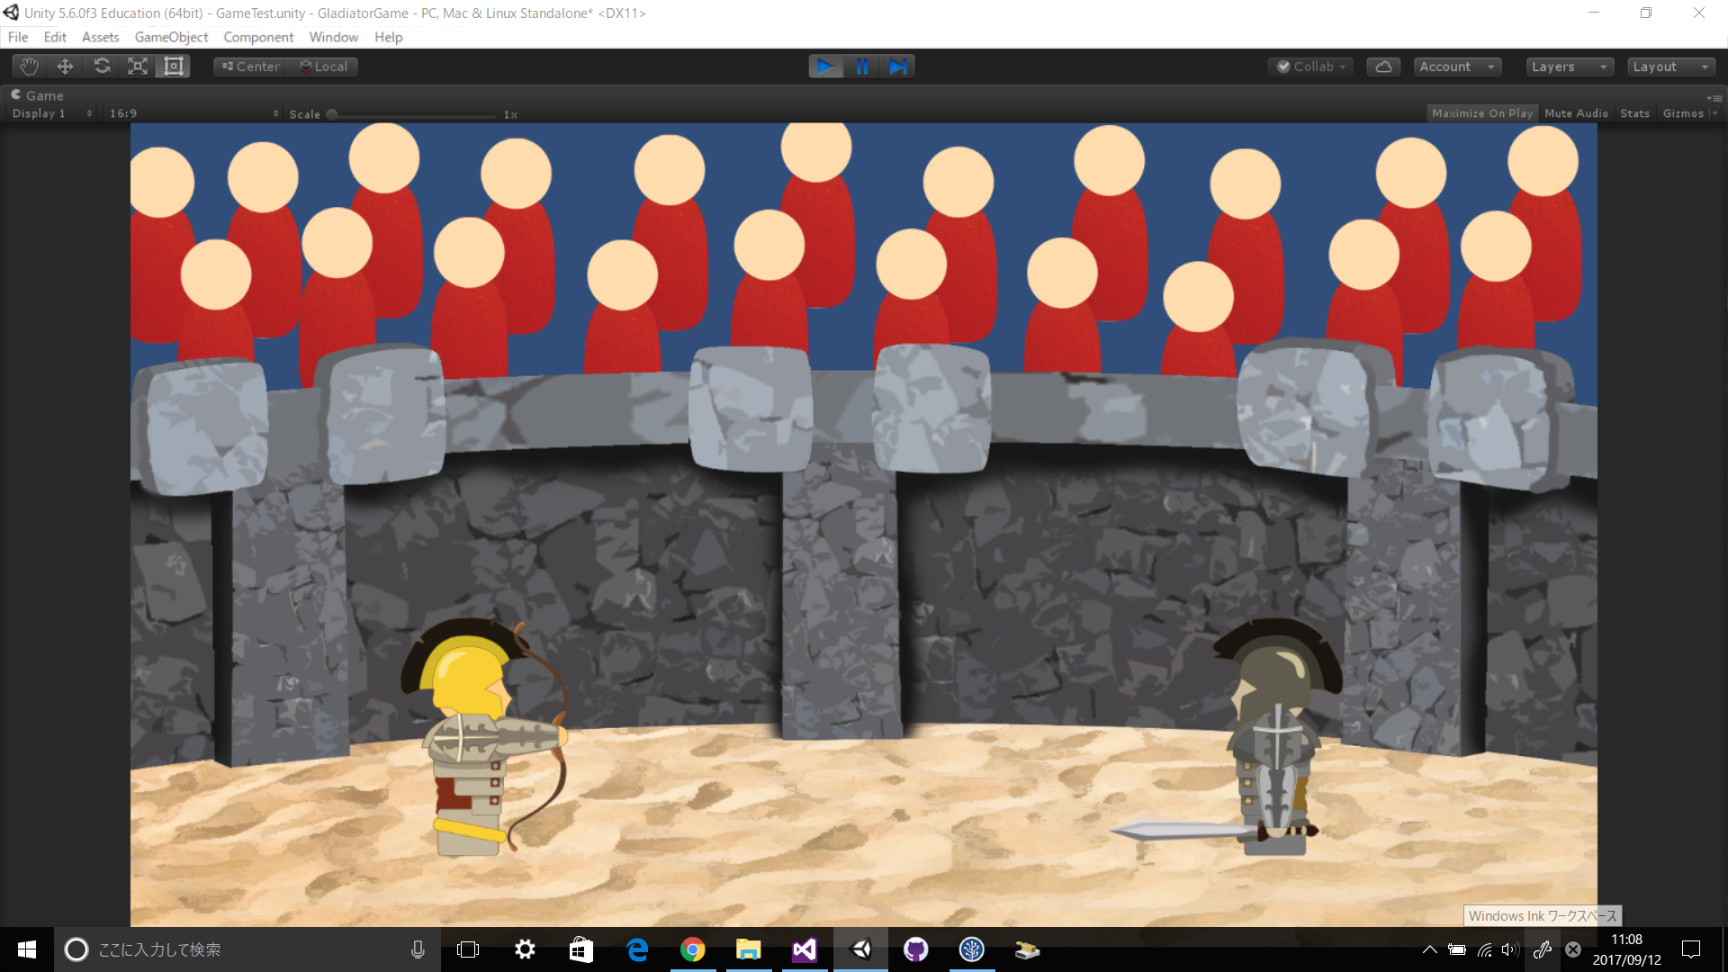 Unity 5.6.0f3 Education (64bit) - GameTest.unity - GladiatorGame - PC, Mac & Linux Standalone* <DX11>
File Edit Assets GameObject Component Window Help
Center Local Collab Account Layers Layout
Game
Display 1 16:9 Scale 1x Maximize On Play Mute Audio Stats Gizmos
Windows Ink ワークスペース
ここに入力して検索
11:08
2017/09/12